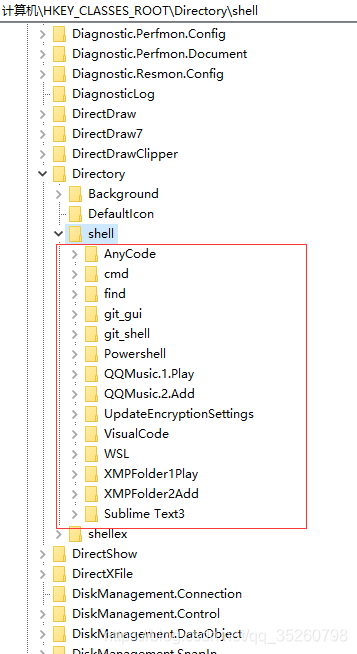 计算机\HKEY_CLASSES_ROOT\Directory\shell
Diagnostic.Perfmon.Config
Diagnostic.Perfmon.Document
Diagnostic.Resmon.Config
DiagnosticLog
DirectDraw
DirectDraw7
DirectDrawClipper
Directory
Background
DefaultIcon
shell
AnyCode
cmd
find
git_gui
git_shell
Powershell
QQMusic.1.Play
QQMusic.2.Add
UpdateEncryptionSettings
VisualCode
WSL
XMPFolder1Play
XMPFolder2Add
Sublime Text3
shellex
DirectShow
DirectXFile
DiskManagement.Connection
DiskManagement.Control
DiskManagement.DataObject
qq_35260798
DiskManagement.SnapIn